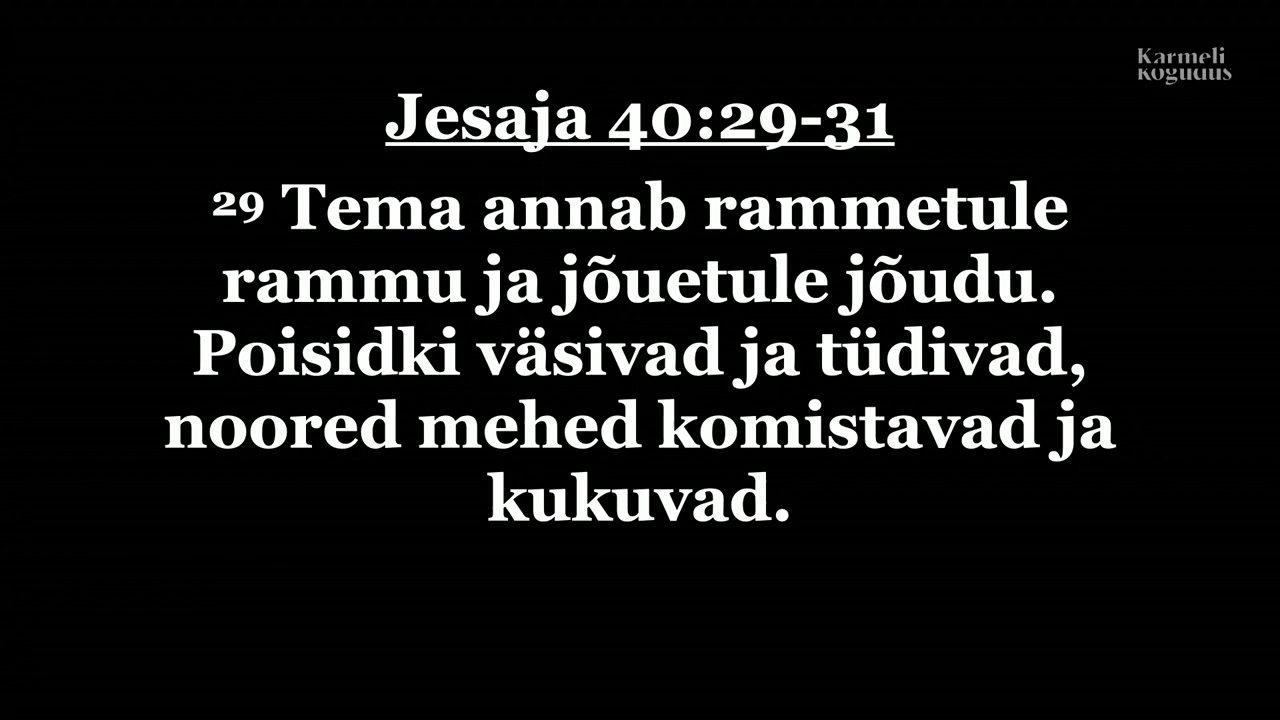 Karmeli
Kogudus
Jesaja 40:29-31
29 Tema annab rammetule
rammu ja jõuetule jõudu.
Poisidki väsivad ja tüdivad,
noored mehed komistavad ja
kukuvad.